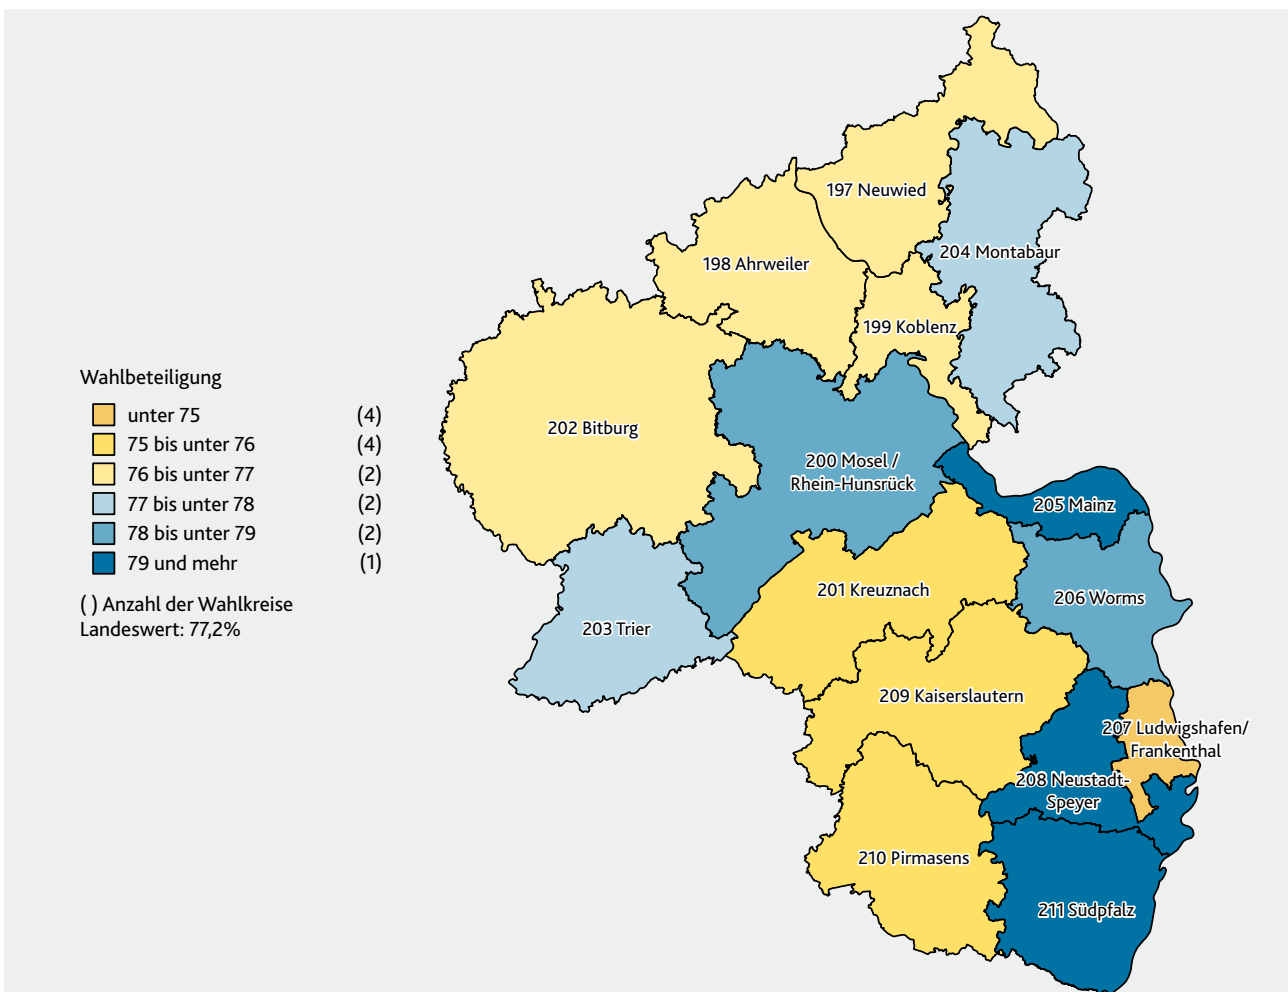 197 Neuwied
204 Montabaur
198 Ahrweiler
199 Koblenz
Wahlbeteiligung
unter 75 (4)
75 bis unter 76 (4)
76 bis unter 77 (2)
77 bis unter 78 (2)
78 bis unter 79 (2)
79 und mehr (1)
( ) Anzahl der Wahlkreise
Landeswert: 77,2%
202 Bitburg
200 Mosel /
Rhein-Hunsrück
205 Mainz
201 Kreuznach
206 Worms
203 Trier
209 Kaiserslautern
207 Ludwigshafen/
Frankenthal
208 Neustadt-
Speyer
210 Pirmasens
211 Südpfalz